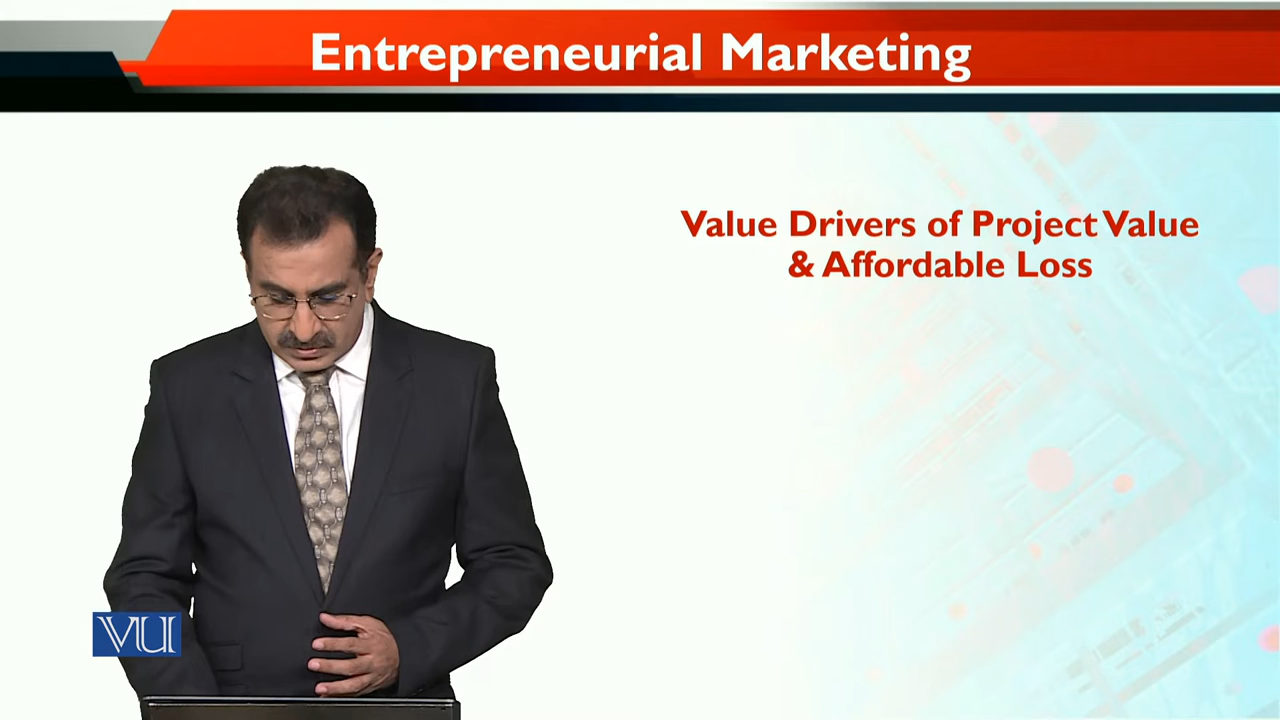 Entrepreneurial Marketing
Value Drivers of Project Value
& Affordable Loss
VU